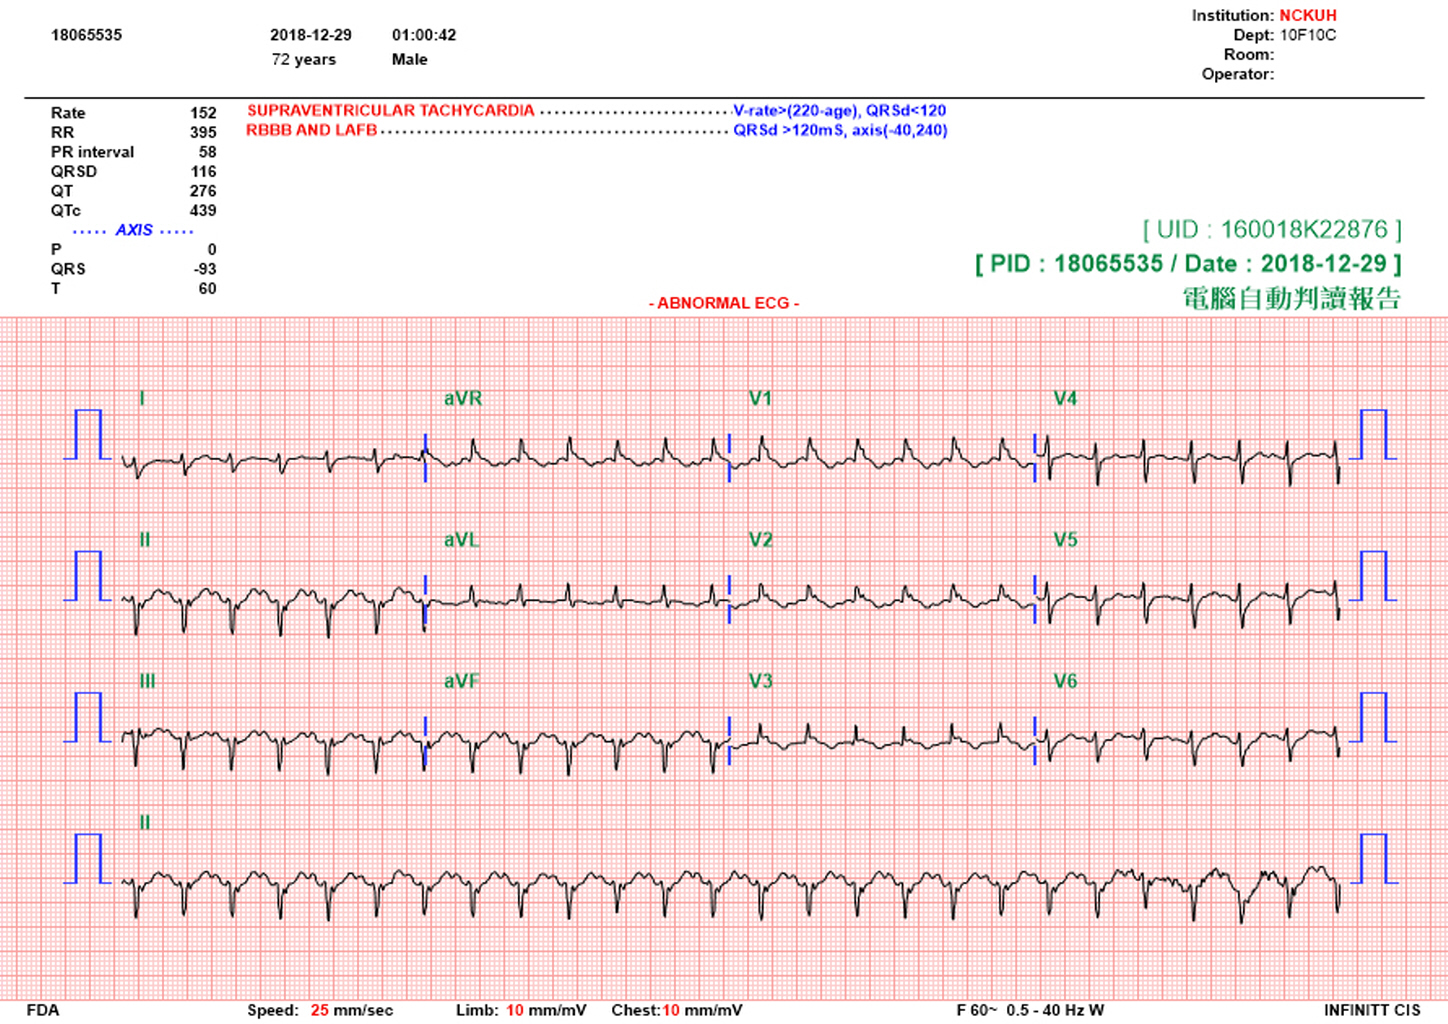 Institution: NCKUH
18065535 2018-12-29 01:00:42 Dept: 10F10C
72 years Male Room:
Operator:
Rate 152 SUPRAVENTRICULAR TACHYCARDIA ························ V-rate>(220-age), QRSd<120
RR 395 RBBB AND LAFB ························ QRSd >120mS, axis(-40,240)
PR interval 58
QRSD 116
QT 276
QTc 439
····· AXIS ·····
P 0
QRS -93
T 60
[ UID : 160018K22876 ]
[ PID : 18065535 / Date : 2018-12-29 ]
電腦自動判讀報告
- ABNORMAL ECG -
I aVR V1 V4
II aVL V2 V5
III aVF V3 V6
II
FDA Speed: 25 mm/sec Limb: 10 mm/mV Chest:10 mm/mV F 60~ 0.5 - 40 Hz W INFINITT CIS